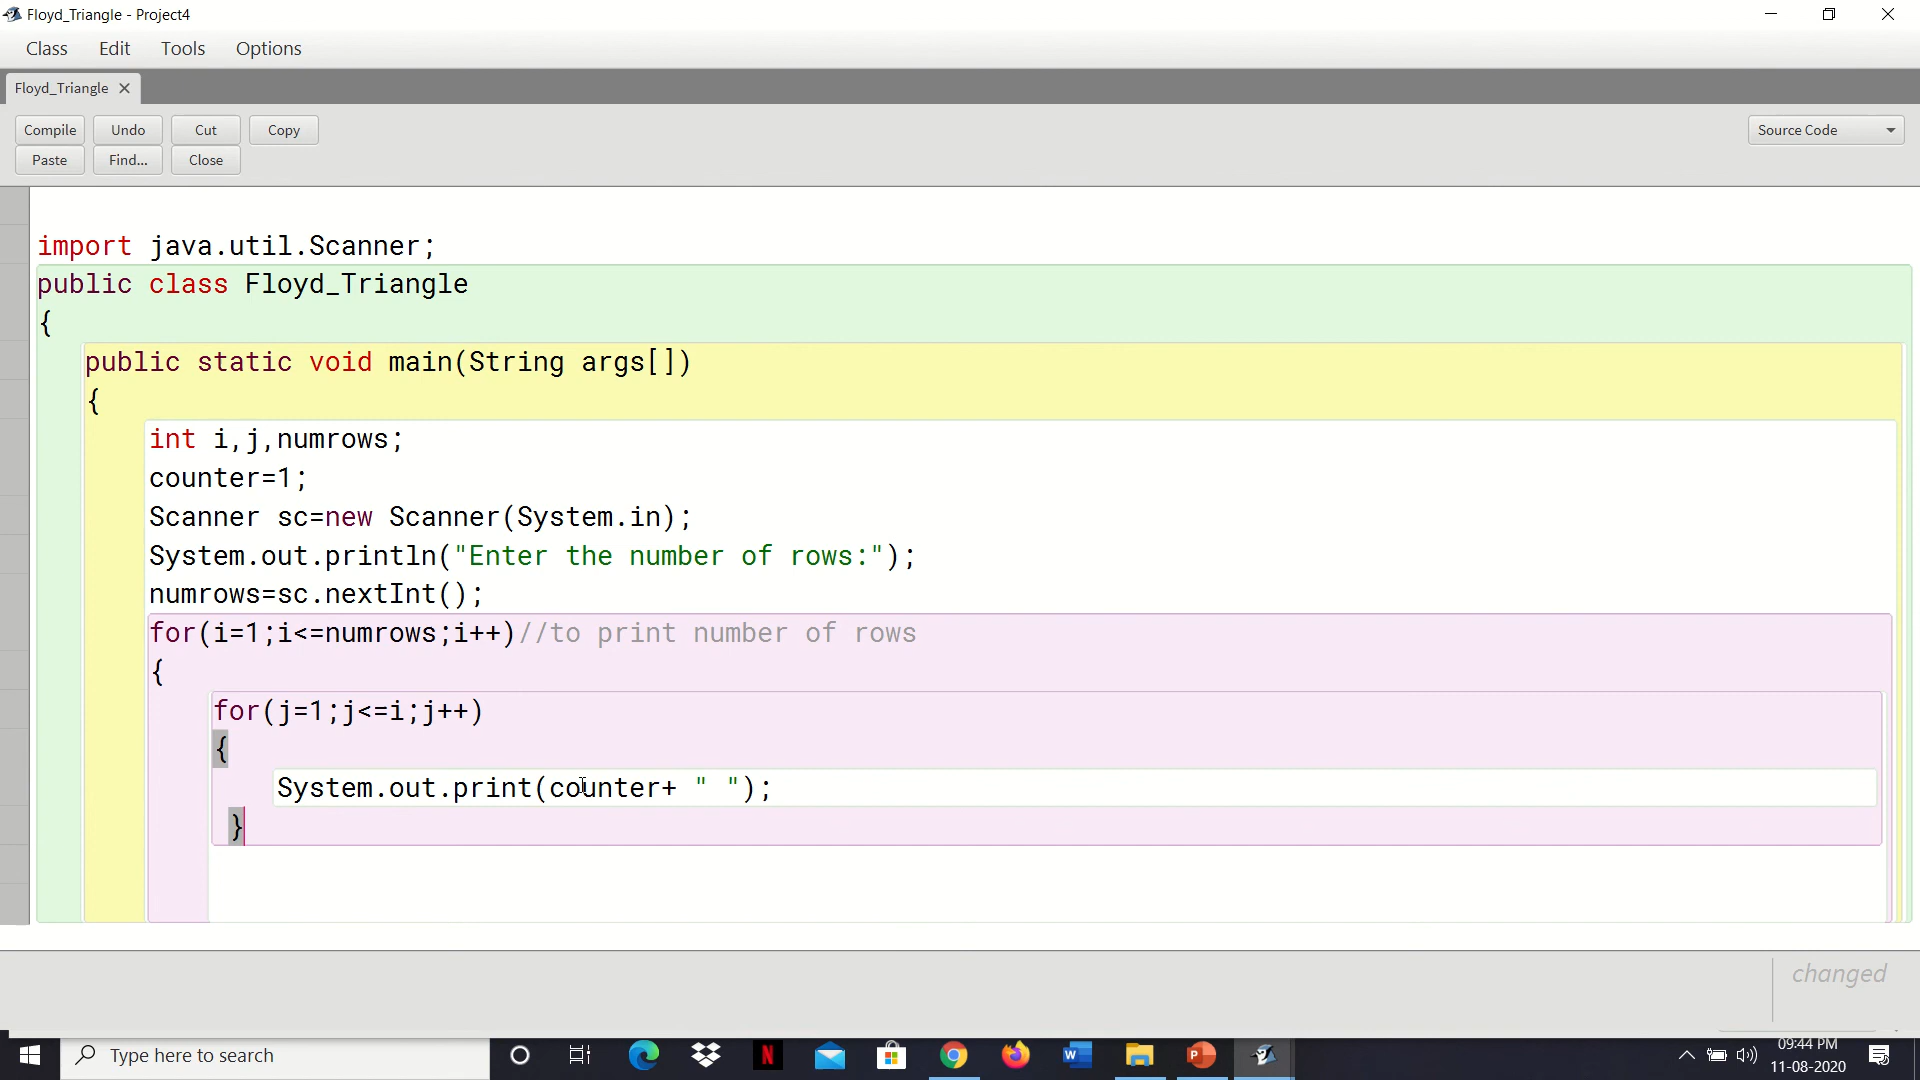 Floyd_Triangle - Project4
Class Edit Tools Options
Floyd_Triangle
Compile Undo Cut Copy
Source Code
Paste Find... Close
import java.util.Scanner;
public class Floyd_Triangle
{
public static void main(String args[])
{
int i,j,numrows;
counter=1;
Scanner sc=new Scanner(System.in);
System.out.println("Enter the number of rows:");
numrows=sc.nextInt();
for(i=1;i<=numrows;i++)//to print number of rows
{
for(j=1;j<=i;j++)
{
System.out.print(counter+ " ");
}
changed
Type here to search
09:44 PM
11-08-2020